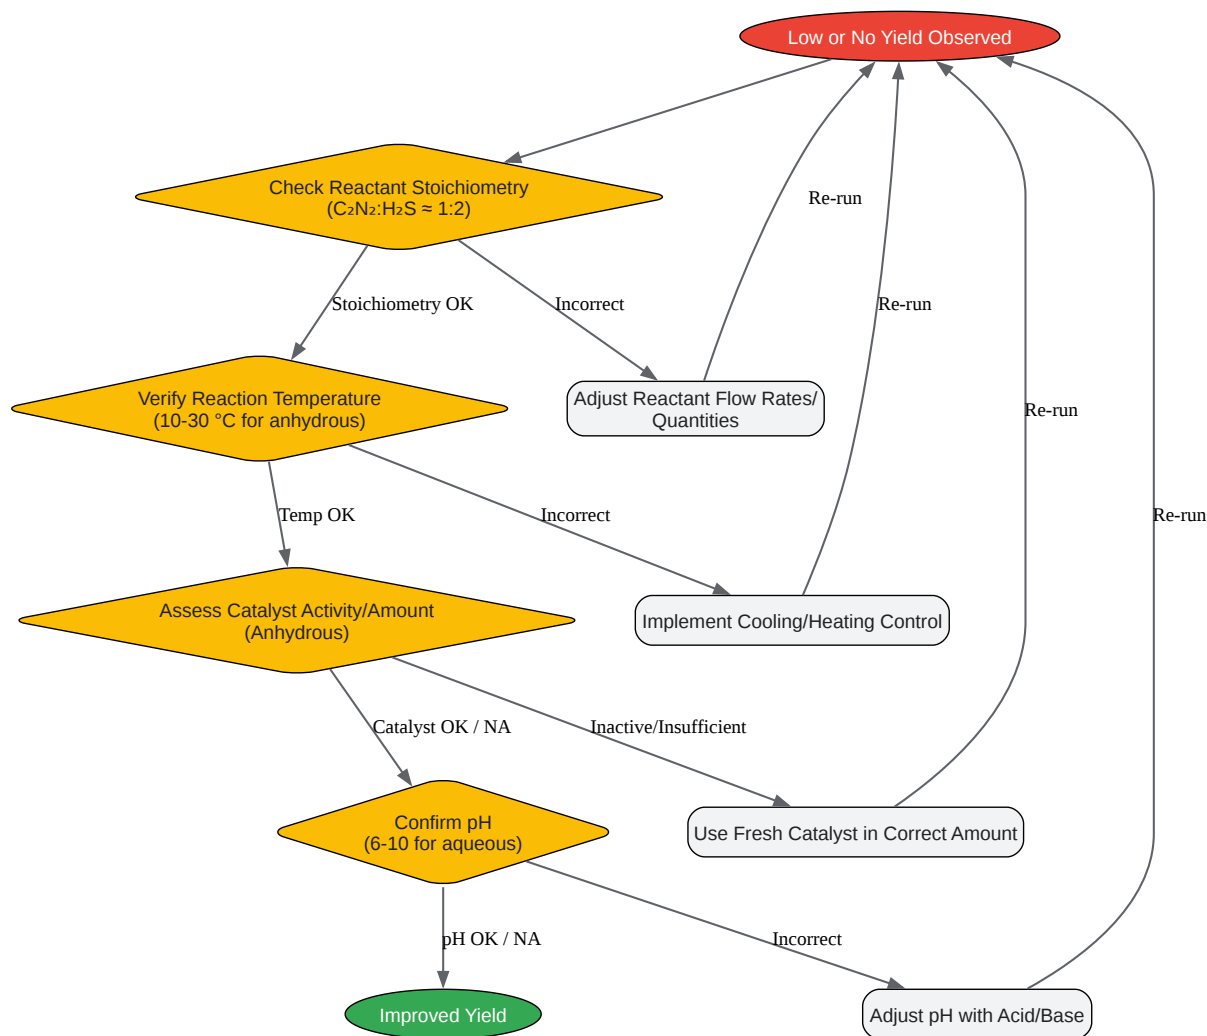 Low or No Yield Observed
Check Reactant Stoichiometry
(C₂N₂:H₂S ≈ 1:2)
Re-run
Stoichiometry OK
Incorrect
Re-run
Verify Reaction Temperature
(10-30 °C for anhydrous)
Adjust Reactant Flow Rates/
Quantities
Re-run
Temp OK
Incorrect
Re-run
Assess Catalyst Activity/Amount
(Anhydrous)
Implement Cooling/Heating Control
Catalyst OK / NA
Inactive/Insufficient
Confirm pH
(6-10 for aqueous)
Use Fresh Catalyst in Correct Amount
pH OK / NA
Incorrect
Improved Yield
Adjust pH with Acid/Base